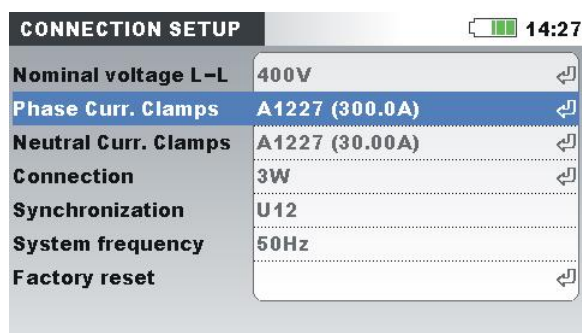 CONNECTION SETUP 14:27
Nominal voltage L-L 400V
Phase Curr. Clamps A1227 (300.0A)
Neutral Curr. Clamps A1227 (30.00A)
Connection 3W
Synchronization U12
System frequency 50Hz
Factory reset